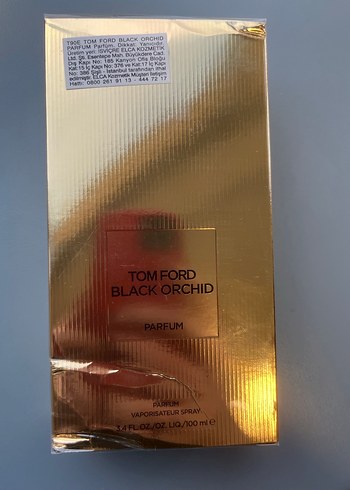 T90E TOM FORD BLACK ORCHID
PARFUM Parfüm. Dikkat. Yanıcıdır.
Üretim yeri: İSVİÇRE ELCA KOZMETİK
Ltd. Şti. Esentepe Mah. Büyükdere Cad.
Dış Kapı No: 185 Kanyon Ofis Bloğu
Kat:15 İç Kapı No: 376 ve Kat:17 İç Kapı
No: 386 Şişli - İstanbul tarafından ithal
edilmiştir. ELCA Kozmetik Müşteri İletişim
Hattı: 0800 261 91 13 - 444 72 17
TOM FORD
BLACK ORCHID
PARFUM
PARFUM
VAPORISATEUR SPRAY
3.4 FL.OZ./OZ. LIQ./100 ml ℮